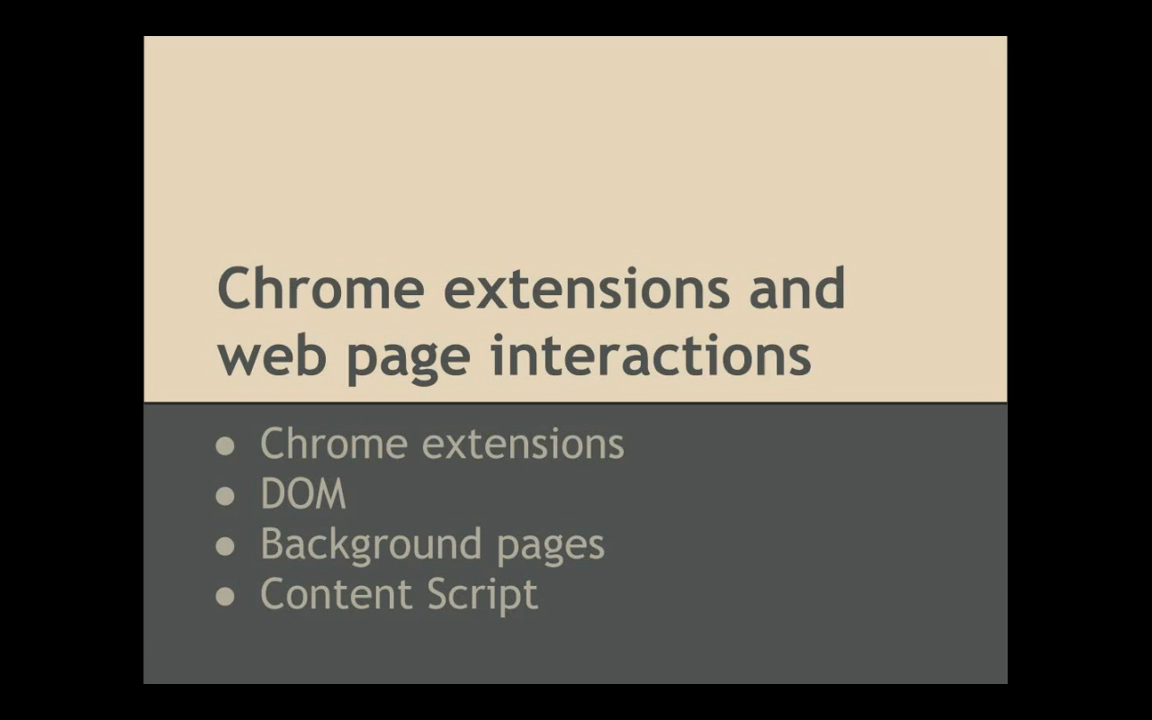 Chrome extensions and
web page interactions
● Chrome extensions
● DOM
● Background pages
● Content Script